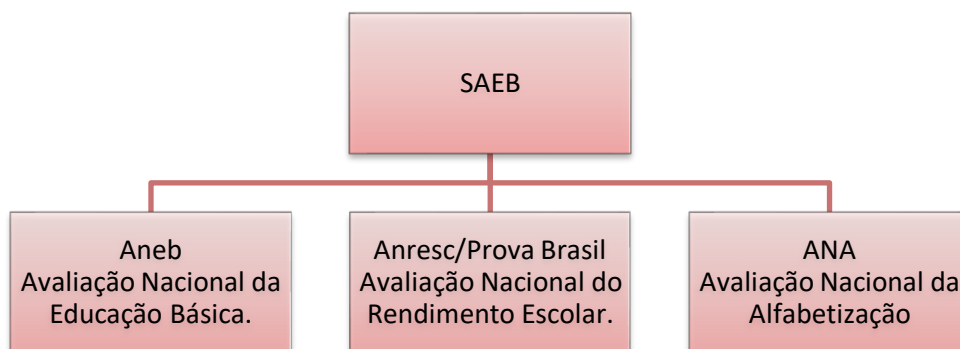 SAEB
Aneb
Avaliação Nacional da
Educação Básica.
Anresc/Prova Brasil
Avaliação Nacional do
Rendimento Escolar.
ANA
Avaliação Nacional da
Alfabetização